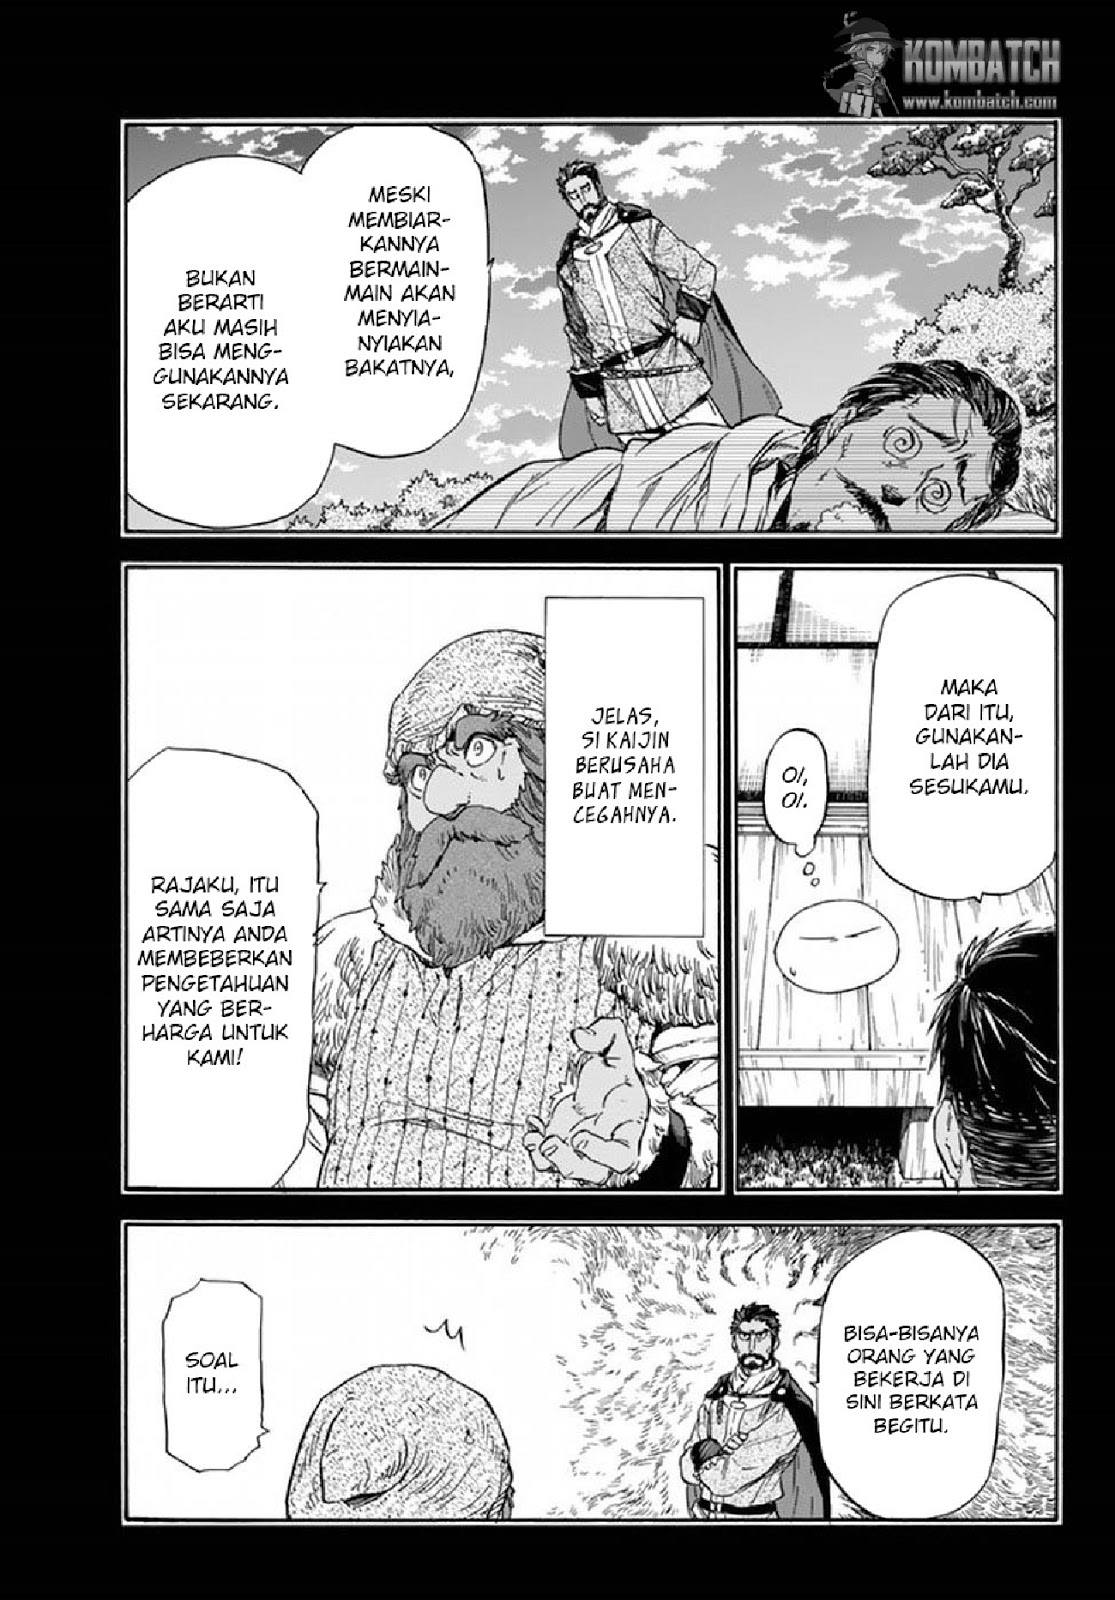 KOMBATCH
www.kombatch.com
MESKI
MEMBIAR-
KANNYA
BERMAIN-
MAIN AKAN
MENYIA-
NYIAKAN
BAKATNYA,
BUKAN
BERARTI
AKU MASIH
BISA MENG-
GUNAKANNYA
SEKARANG.
MAKA
DARI ITU,
GUNAKAN-
LAH DIA
SESUKAMU.
OI,
OI.
JELAS,
SI KAIJIN
BERUSAHA
BUAT MEN-
CEGAHNYA.
RAJAKU, ITU
SAMA SAJA
ARTINYA ANDA
MEMBEBERKAN
PENGETAHUAN
YANG BER-
HARGA UNTUK
KAMI!
BISA-BISANYA
ORANG YANG
BEKERJA DI
SINI BERKATA
BEGITU.
SOAL
ITU...